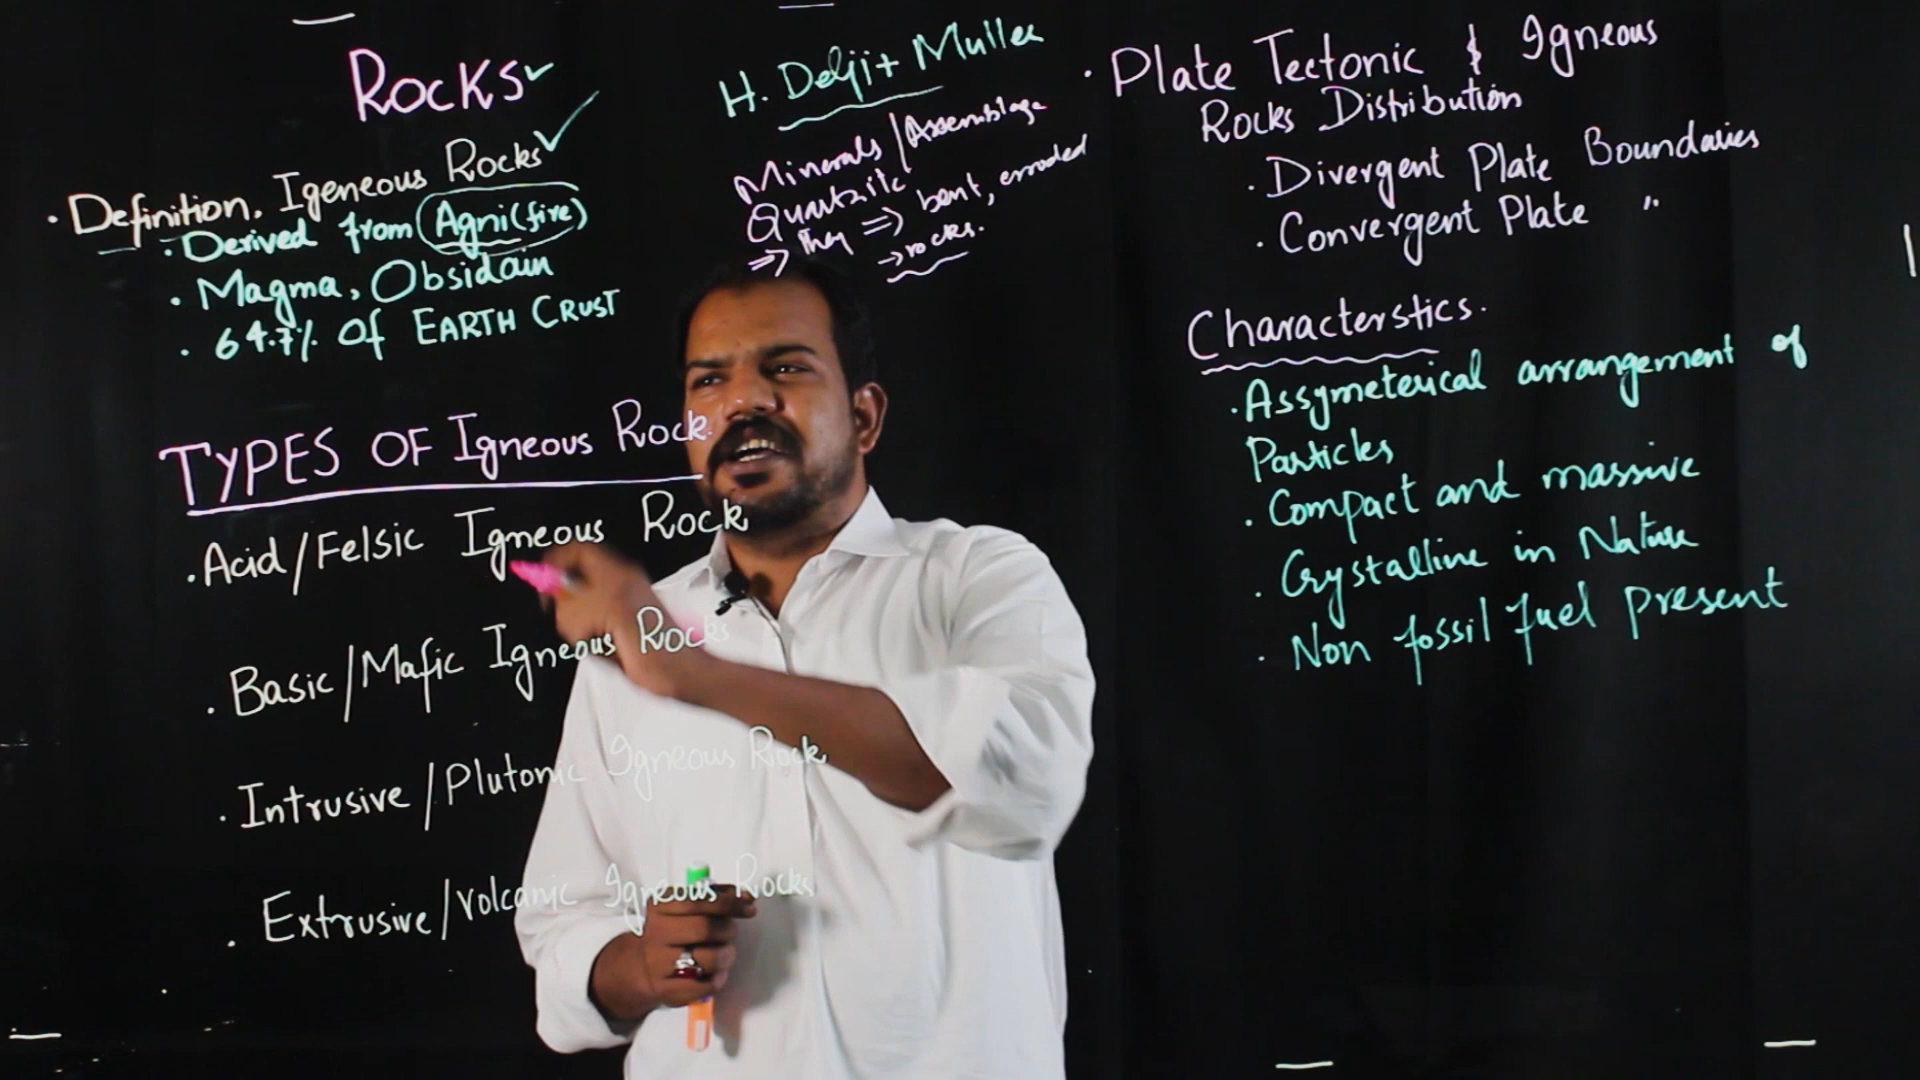 ROCKS
· Definition, Igeneous Rocks
· Derived from Agni(fire)
· Magma, Obsidain
· 64.7% Of EARTH CRUST
TYPES OF Igneous Rock
· Acid/Felsic Igneous Rock
· Basic/Mafic Igneous Rocks
· Intrusive/Plutonic Igneous Rock
· Extrusive/Volcanic Igneous Rocks
H. Muller
Minerals/Assemblage
Quartzite
⇒ they ⇒ bent, erroded
→rocks.
· Plate Tectonic & Igneous
Rocks Distribution
· Divergent Plate Boundaries
· Convergent Plate "
Characterstics.
· Assymeterical arrangement of
Particles
· Compact and massive
· Crystalline in Nature
· Non fossil fuel present